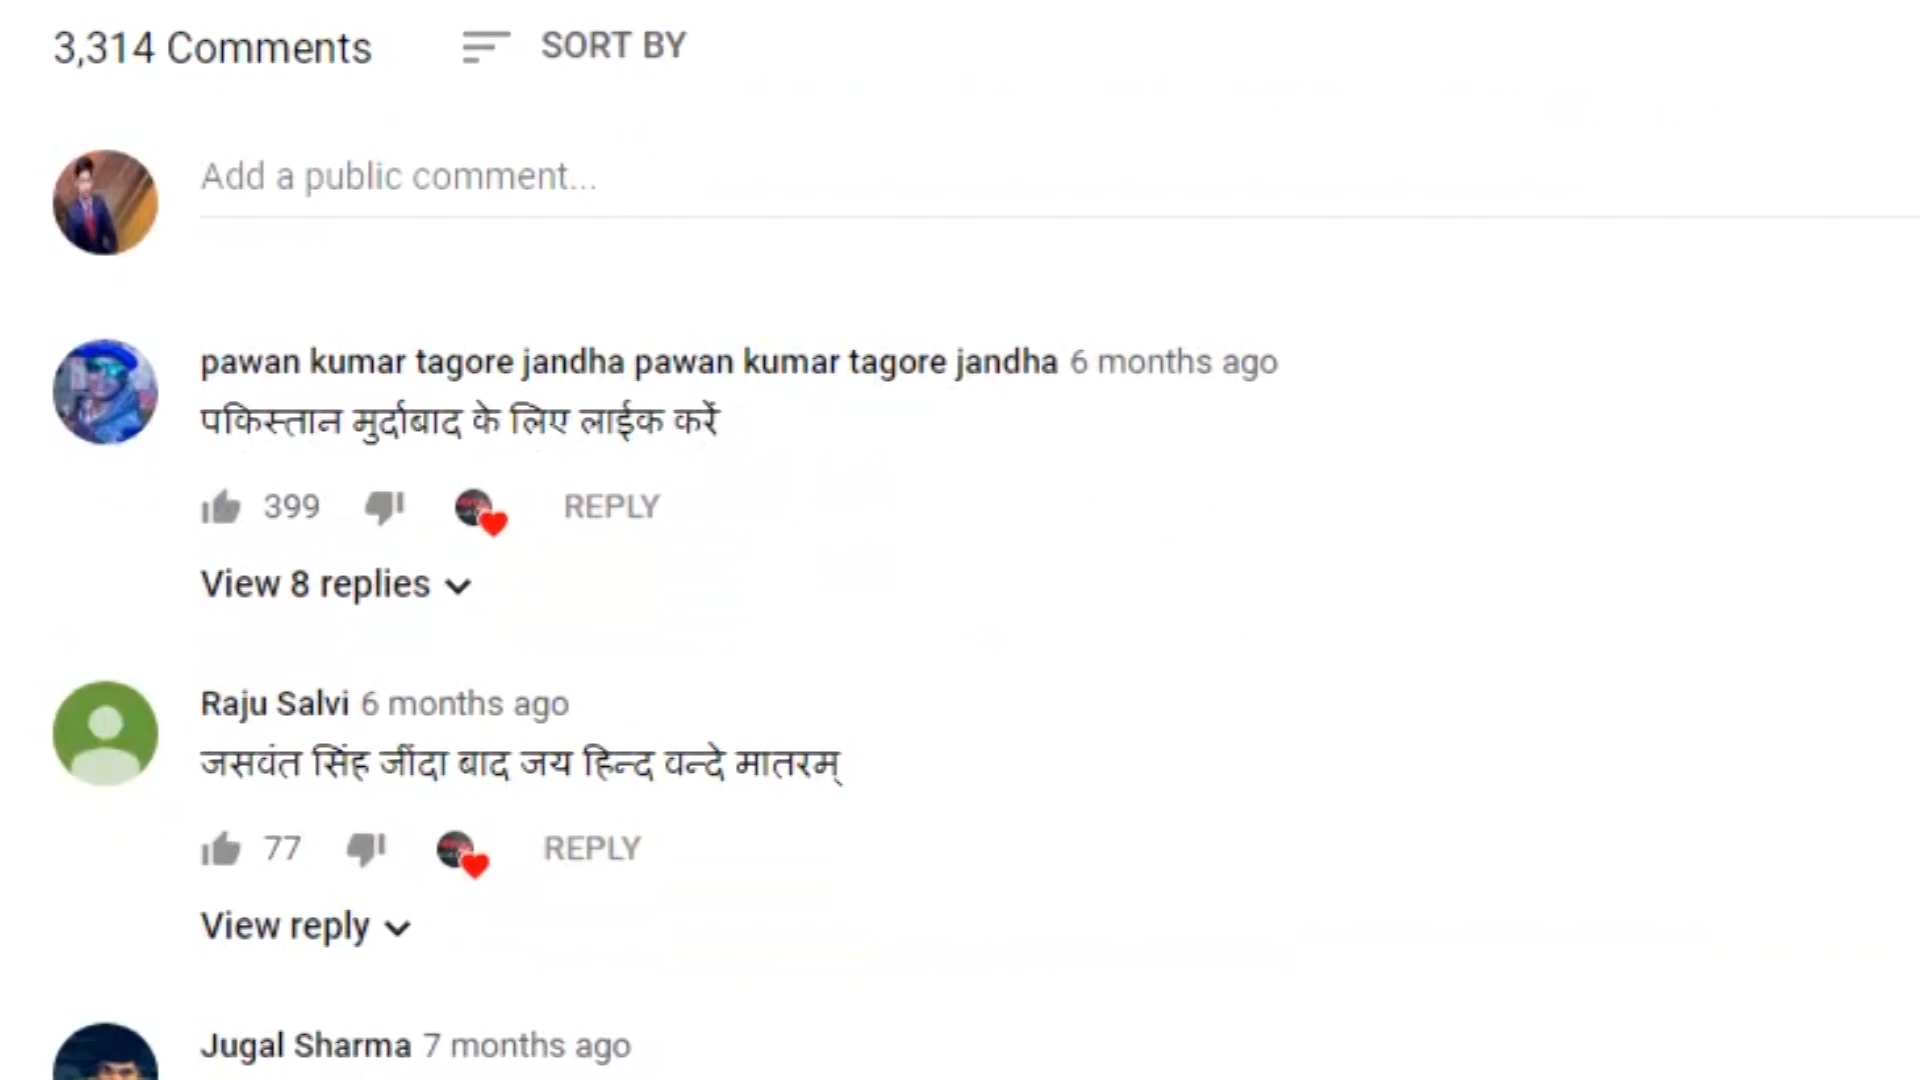 3,314 Comments SORT BY
Add a public comment...
pawan kumar tagore jandha pawan kumar tagore jandha 6 months ago
पकिस्तान मुर्दाबाद के लिए लाईक करें
399 REPLY
View 8 replies
Raju Salvi 6 months ago
जसवंत सिंह जींदा बाद जय हिन्द वन्दे मातरम्
77 REPLY
View reply
Jugal Sharma 7 months ago